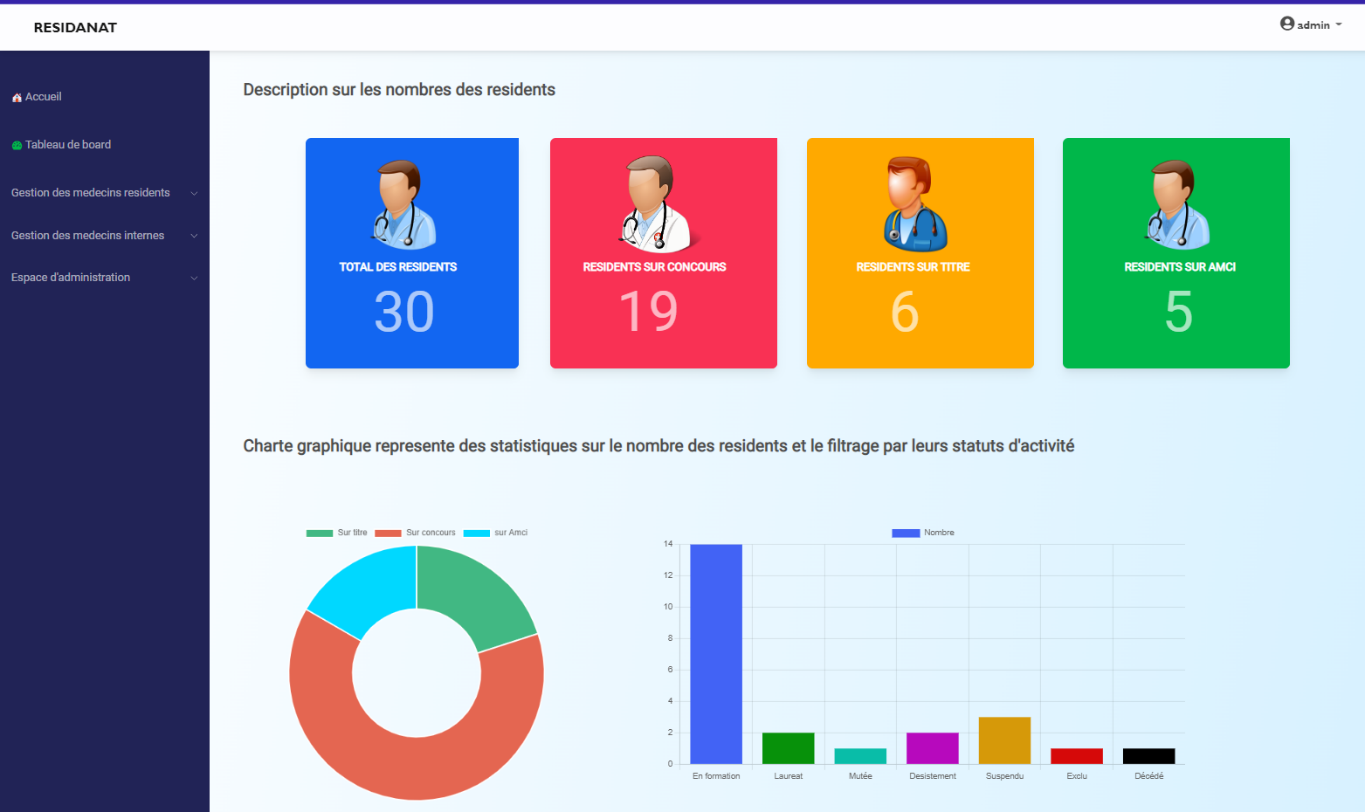 RESIDANAT
admin
Accueil
Tableau de board
Gestion des medecins residents
Gestion des medecins internes
Espace d'administration
Description sur les nombres des residents
TOTAL DES RESIDENTS
30
RESIDENTS SUR CONCOURS
19
RESIDENTS SUR TITRE
6
RESIDENTS SUR AMCI
5
Charte graphique represente des statistiques sur le nombre des residents et le filtrage par leurs statuts d'activité
Sur titre Sur concours sur Amci
Nombre
14
12
10
8
6
4
2
0
En formation Laureat Mutée Desistement Suspendu Exclu Décédé